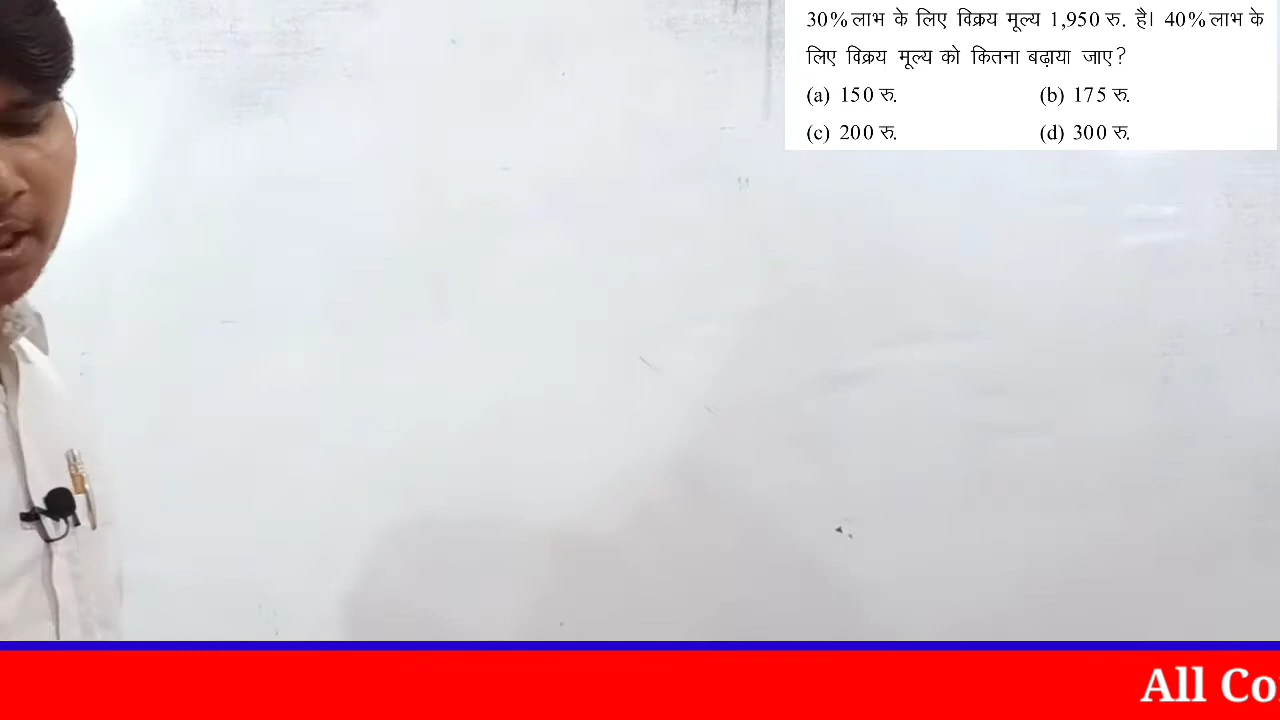 30% लाभ के लिए विक्रय मूल्य 1,950 रु. है। 40% लाभ के
लिए विक्रय मूल्य को कितना बढ़ाया जाए?
(a) 150 रु. (b) 175 रु.
(c) 200 रु. (d) 300 रु.
All Co